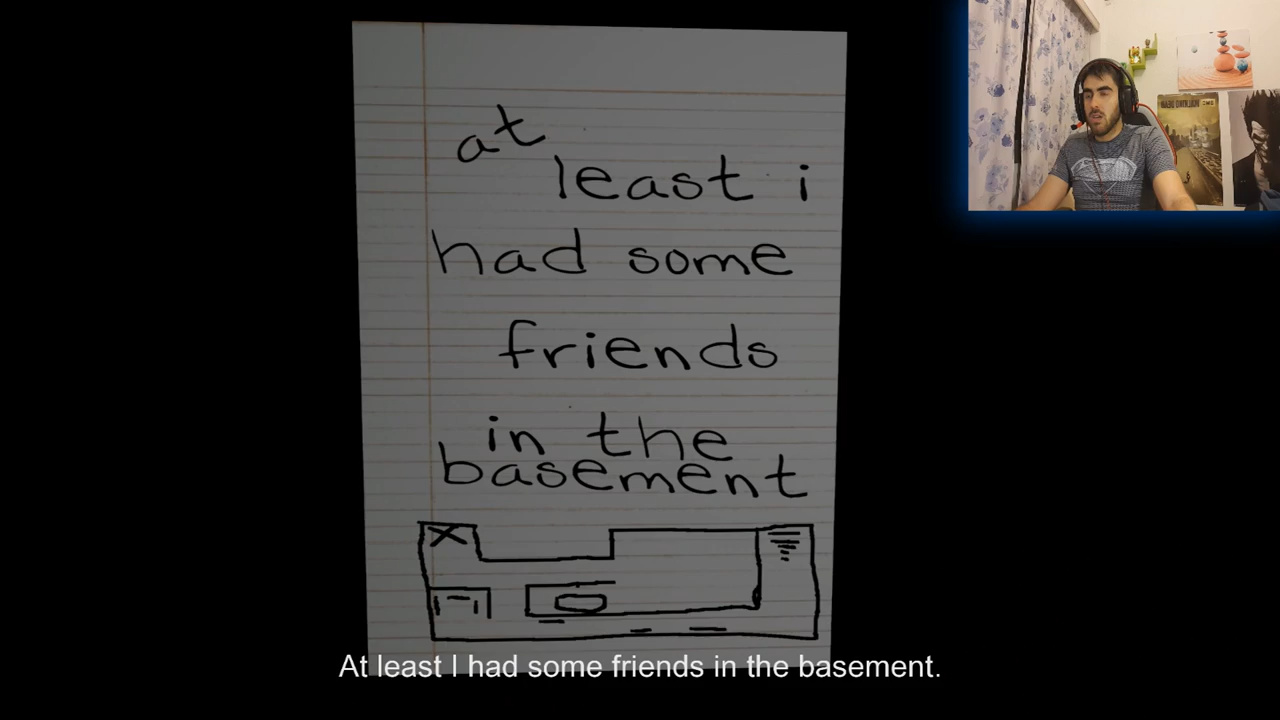 at
least i
had some
friends
in the
basement
At least I had some friends in the basement.